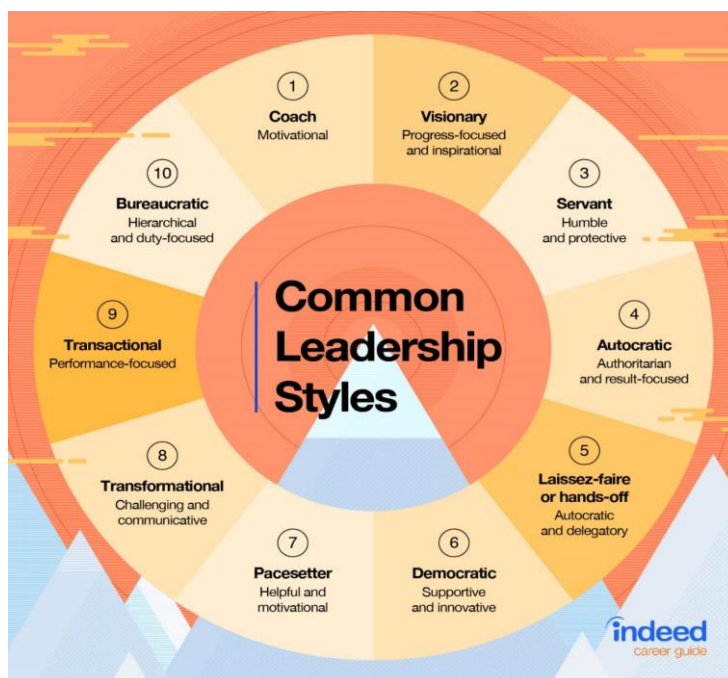 Common
Leadership
Styles
1
Coach
Motivational
2
Visionary
Progress-focused
and inspirational
3
Servant
Humble
and protective
4
Autocratic
Authoritarian
and result-focused
5
Laissez-faire
or hands-off
Autocratic
and delegatory
6
Democratic
Supportive
and innovative
7
Pacesetter
Helpful and
motivational
8
Transformational
Challenging and
communicative
9
Transactional
Performance-focused
10
Bureaucratic
Hierarchical
and duty-focused
indeed
career guide